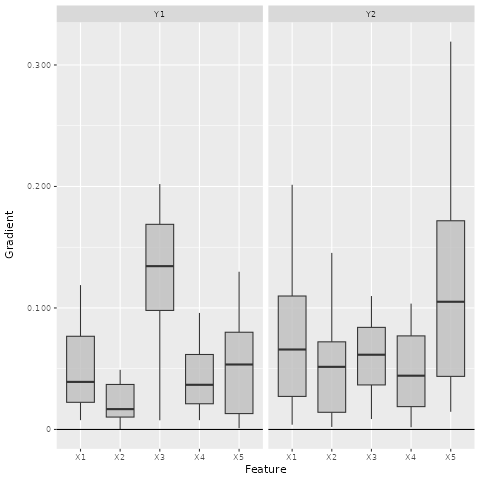 Y1 Y2
0.300
0.200
0.100
0
Gradient
X1 X2 X3 X4 X5 X1 X2 X3 X4 X5
Feature